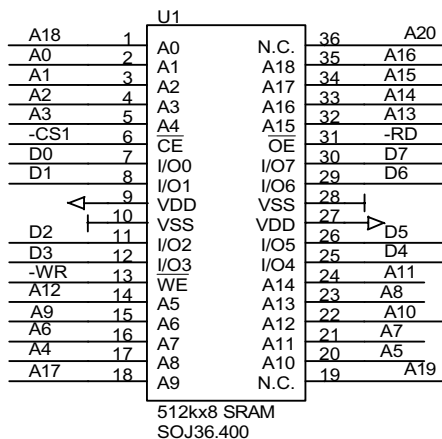 U1
A18 1 A0 N.C. 36 A20
A0 2 A1 A18 35 A16
A1 3 A2 A17 34 A15
A2 4 A3 A16 33 A14
A3 5 A4 A15 32 A13
-CS1 6 CE OE 31 -RD
D0 7 I/O0 I/O7 30 D7
D1 8 I/O1 I/O6 29 D6
9 VDD VSS 28
10 VSS VDD 27
D2 11 I/O2 I/O5 26 D5
D3 12 I/O3 I/O4 25 D4
-WR 13 WE A14 24 A11
A12 14 A5 A13 23 A8
A9 15 A6 A12 22 A10
A6 16 A7 A11 21 A7
A4 17 A8 A10 20 A5
A17 18 A9 N.C. 19 A19
512kx8 SRAM
SOJ36.400